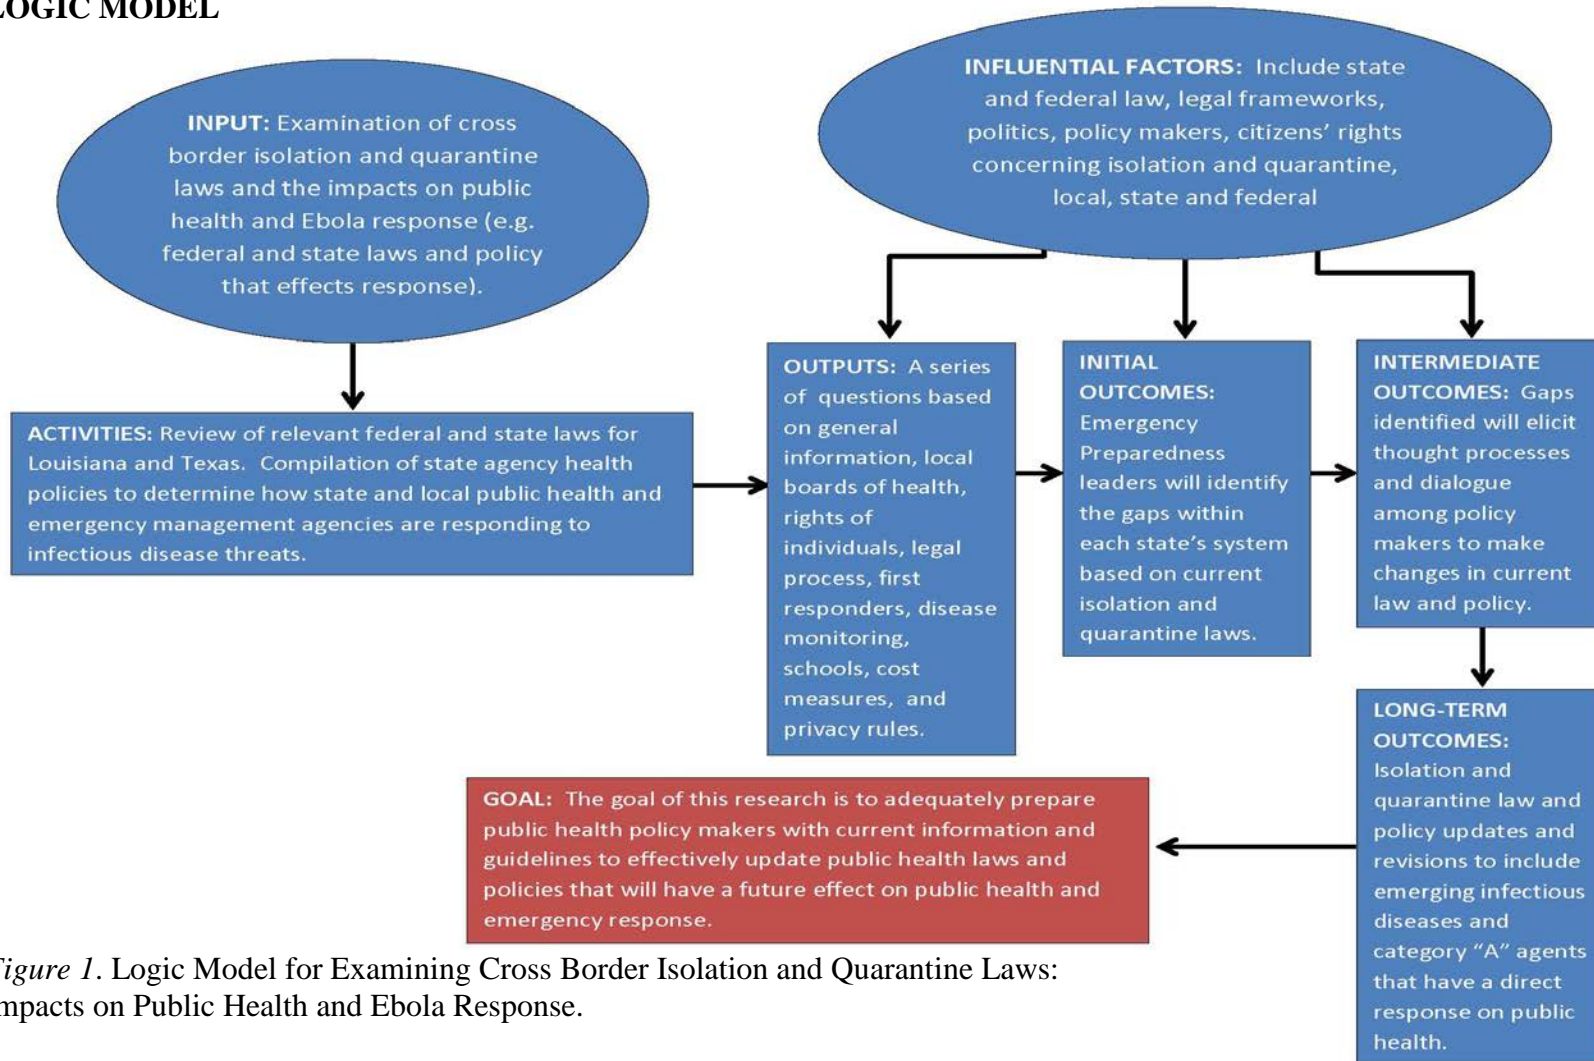 LOGIC MODEL
INPUT: Examination of cross
border isolation and quarantine
laws and the impacts on public
health and Ebola response (e.g.
federal and state laws and policy
that effects response).
INFLUENTIAL FACTORS: Include state
and federal law, legal frameworks,
politics, policy makers, citizens’ rights
concerning isolation and quarantine,
local, state and federal
ACTIVITIES: Review of relevant federal and state laws for
Louisiana and Texas. Compilation of state agency health
policies to determine how state and local public health and
emergency management agencies are responding to
infectious disease threats.
OUTPUTS: A series
of questions based
on general
information, local
boards of health,
rights of
individuals, legal
process, first
responders, disease
monitoring,
schools, cost
measures, and
privacy rules.
INITIAL
OUTCOMES:
Emergency
Preparedness
leaders will identify
the gaps within
each state’s system
based on current
isolation and
quarantine laws.
INTERMEDIATE
OUTCOMES: Gaps
identified will elicit
thought processes
and dialogue
among policy
makers to make
changes in current
law and policy.
LONG-TERM
OUTCOMES:
Isolation and
quarantine law and
policy updates and
revisions to include
emerging infectious
diseases and
category “A” agents
that have a direct
response on public
health.
GOAL: The goal of this research is to adequately prepare
public health policy makers with current information and
guidelines to effectively update public health laws and
policies that will have a future effect on public health and
emergency response.
Figure 1. Logic Model for Examining Cross Border Isolation and Quarantine Laws:
Impacts on Public Health and Ebola Response.